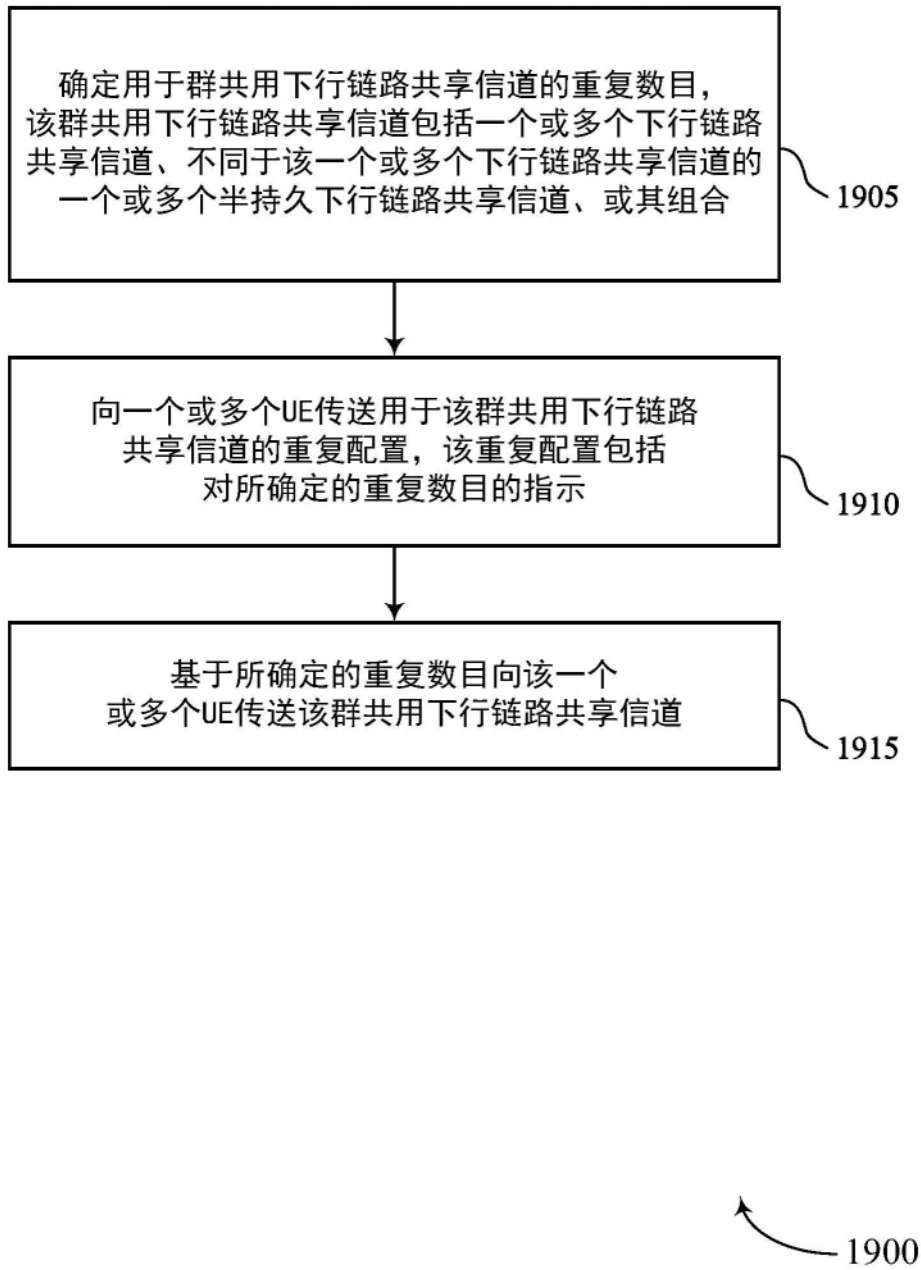 确定用于群共用下行链路共享信道的重复数目，
该群共用下行链路共享信道包括一个或多个下行链路
共享信道、不同于该一个或多个下行链路共享信道的
一个或多个半持久下行链路共享信道、或其组合
1905
向一个或多个UE传送用于该群共用下行链路
共享信道的重复配置，该重复配置包括
对所确定的重复数目的指示
1910
基于所确定的重复数目向该一个
或多个UE传送该群共用下行链路共享信道
1915
1900